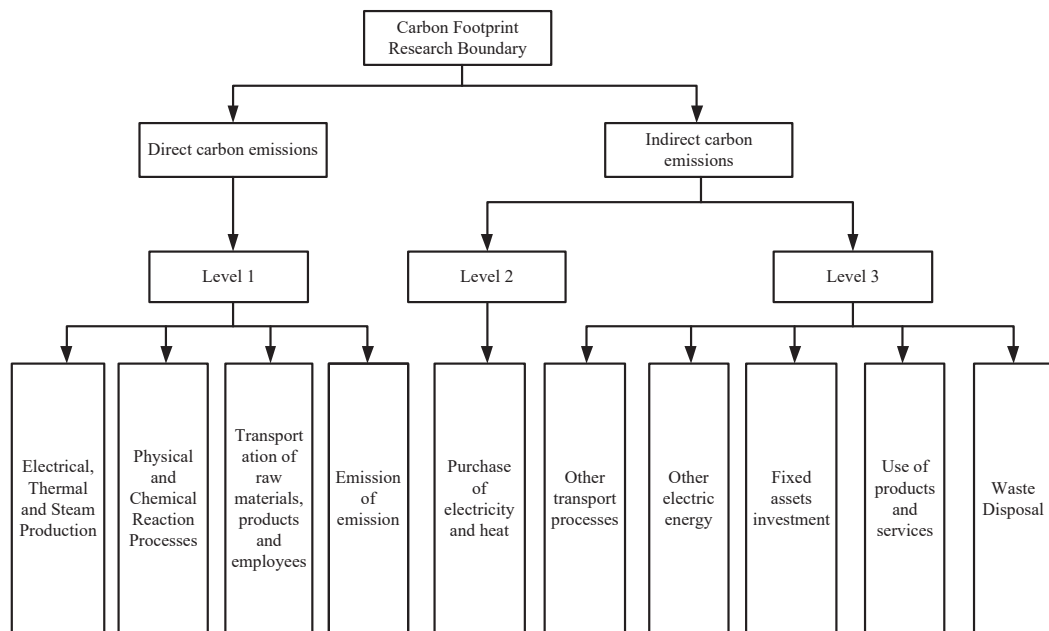 Carbon Footprint
Research Boundary
Direct carbon emissions
Indirect carbon
emissions
Level 1
Level 2
Level 3
Electrical,
Thermal
and Steam
Production
Physical
and
Chemical
Reaction
Processes
Transport
ation of
raw
materials,
products
and
employees
Emission
of
emission
Purchase
of
electricity
and heat
Other
transport
processes
Other
electric
energy
Fixed
assets
investment
Use of
products
and
services
Waste
Disposal